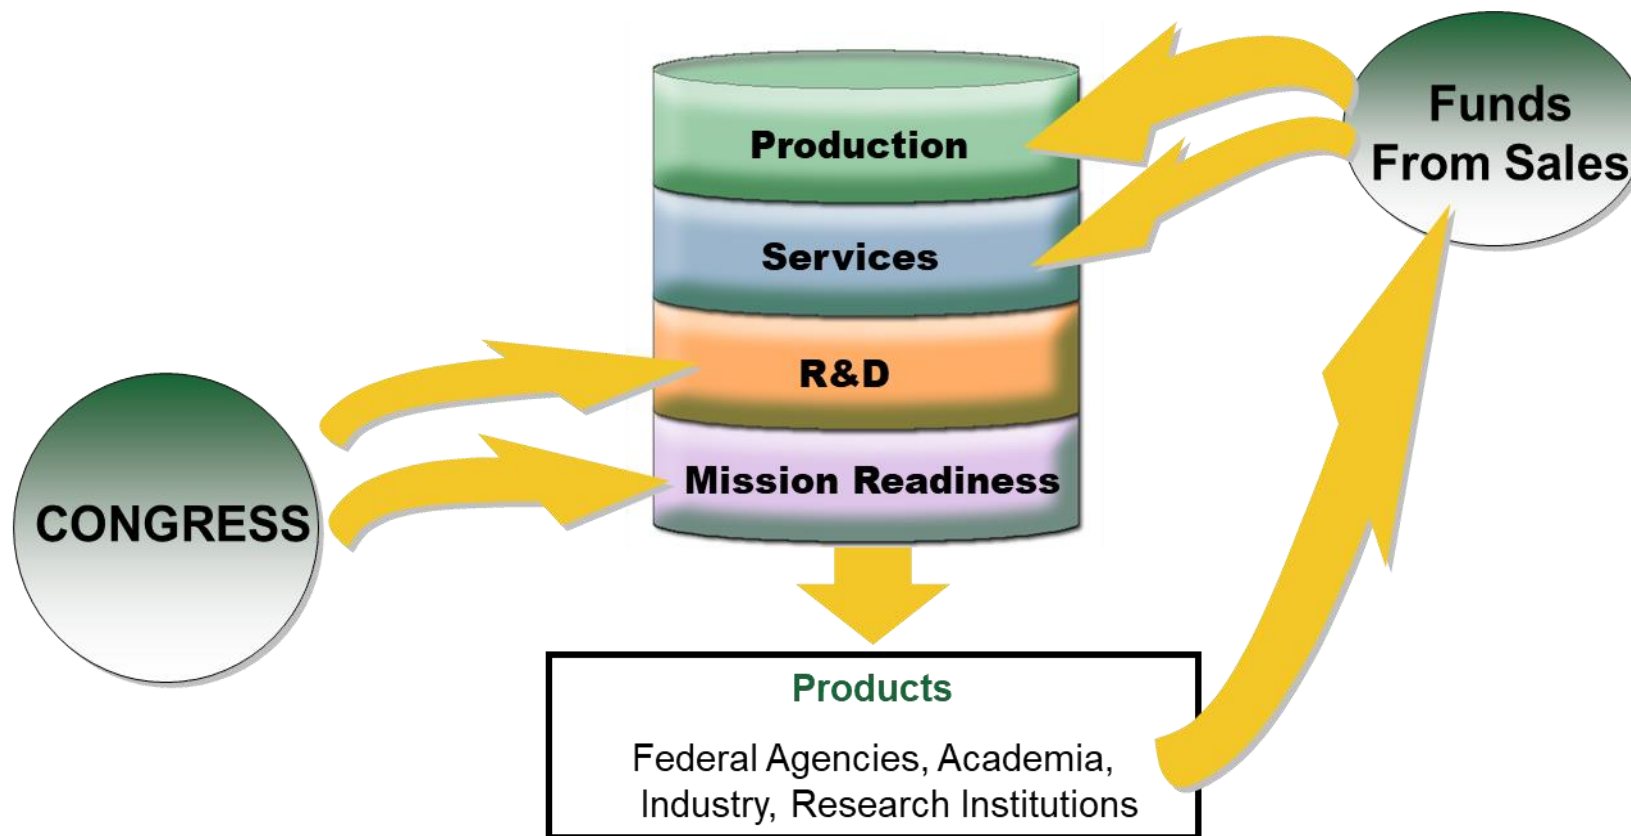 Production
Services
R&D
Mission Readiness
CONGRESS
Funds
From Sales
Products
Federal Agencies, Academia,
Industry, Research Institutions